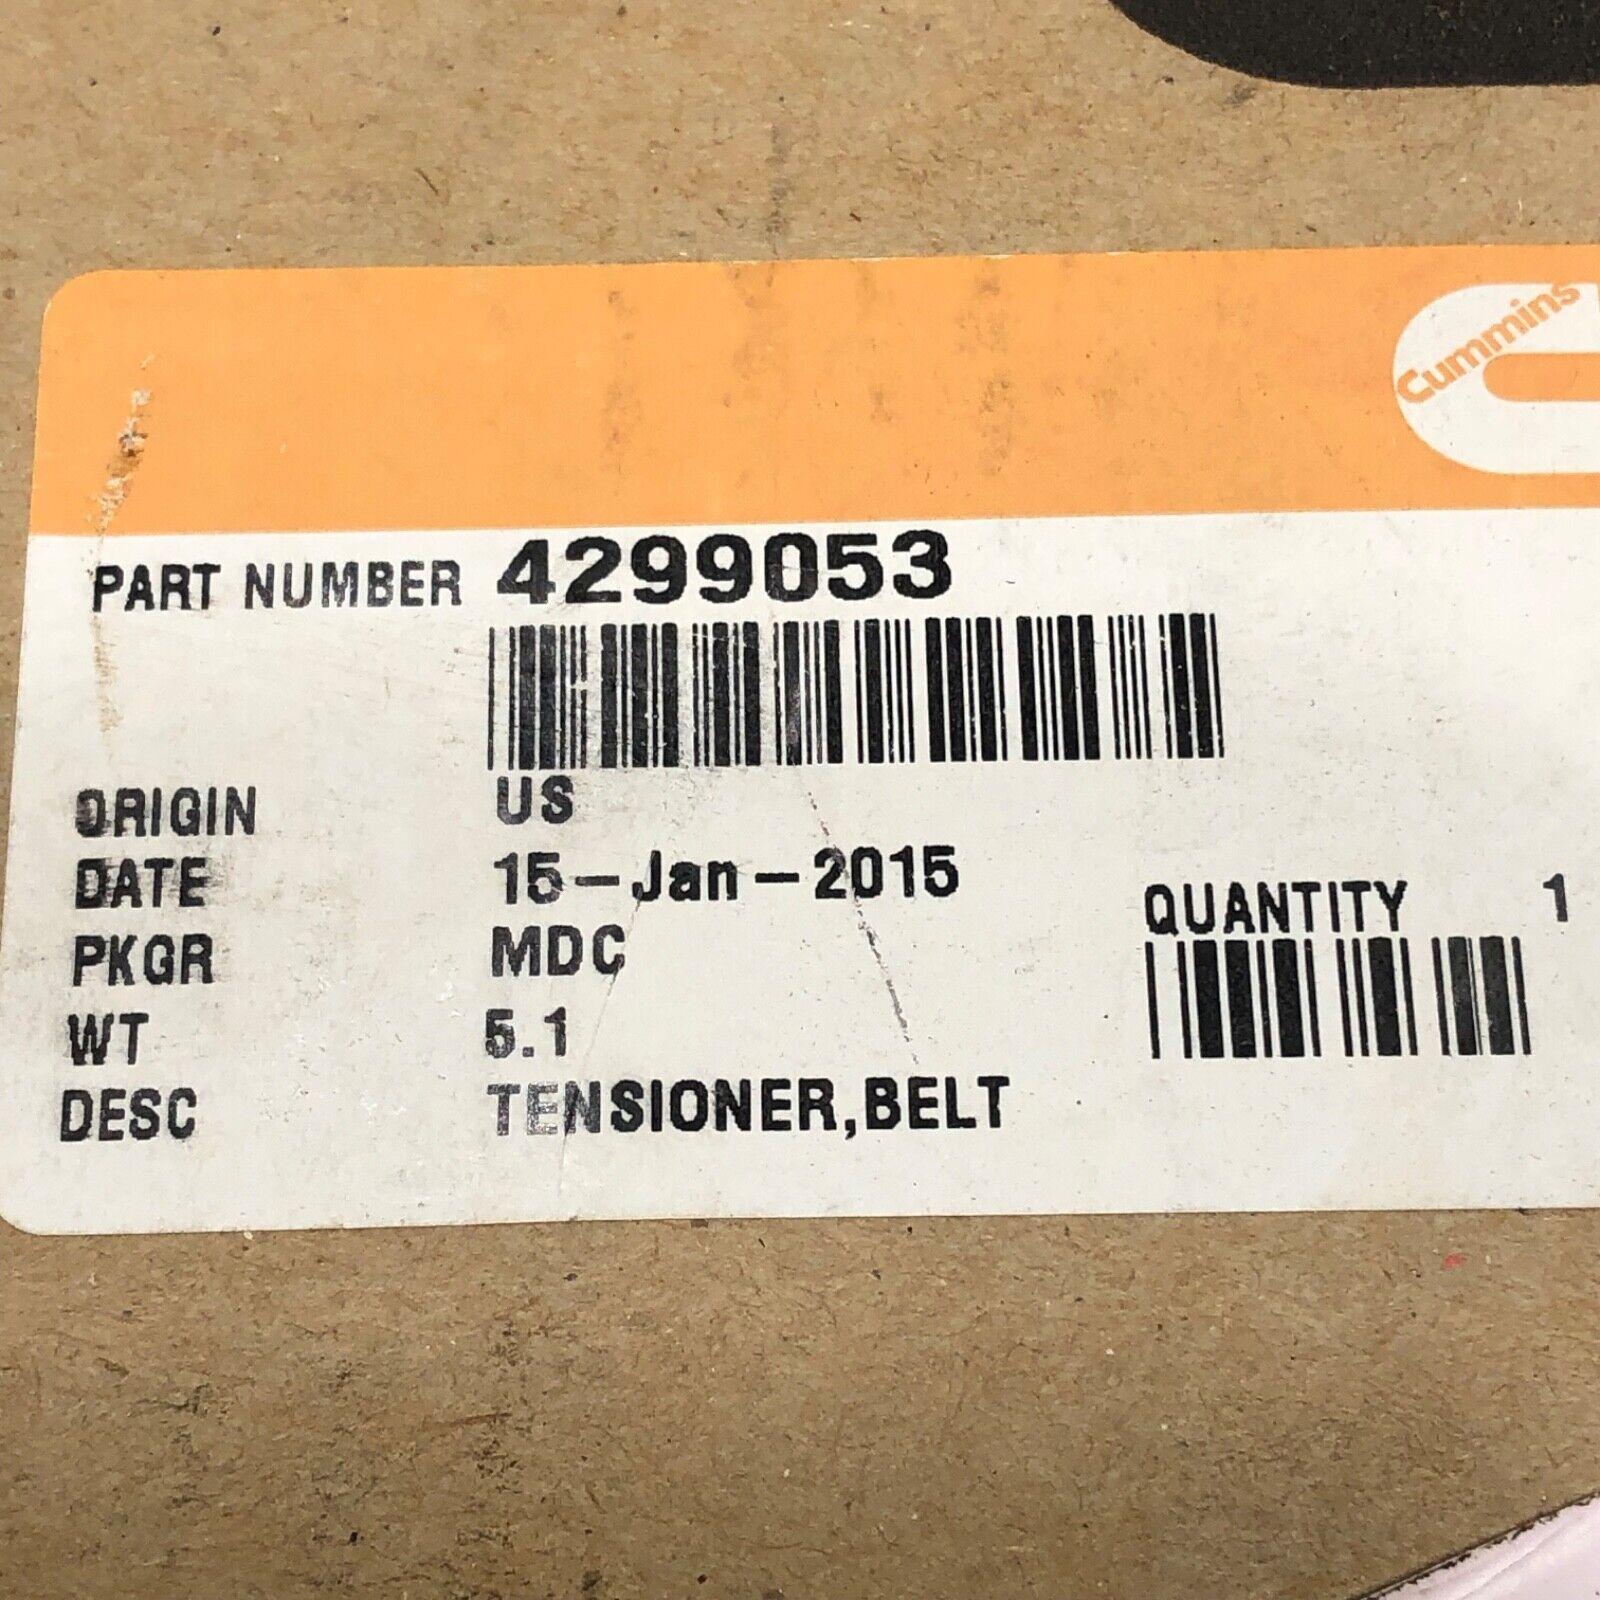 Cummins
PART NUMBER 4299053
ORIGIN US
DATE 15-Jan-2015
QUANTITY 1
PKGR MDC
WT 5.1
DESC TENSIONER,BELT